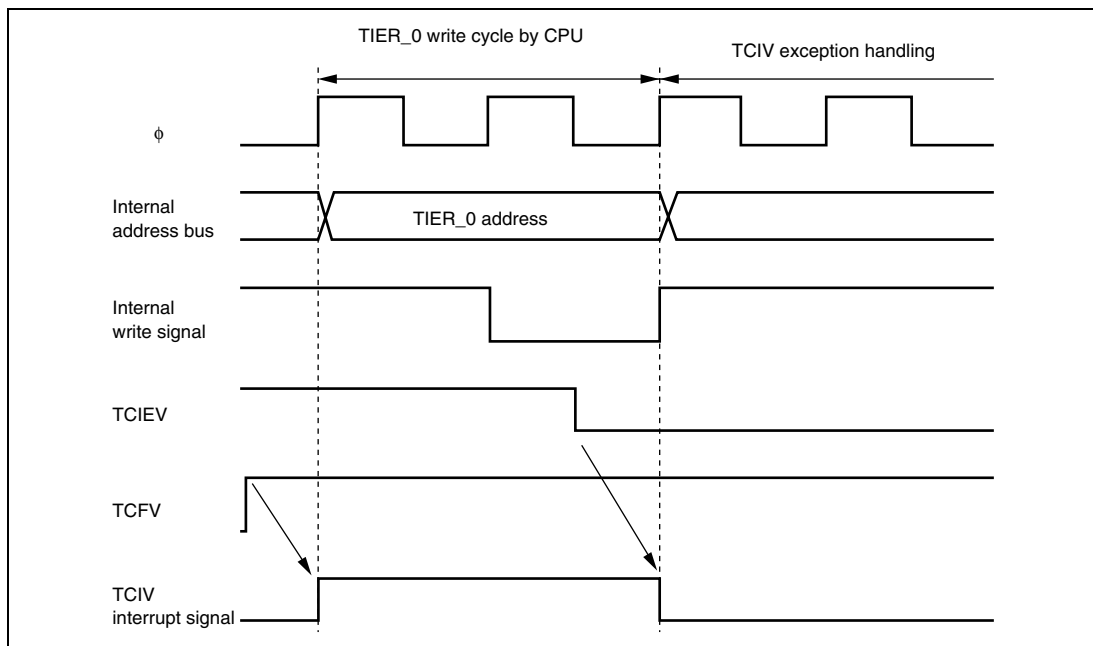 TIER_0 write cycle by CPU
TCIV exception handling
ϕ
Internal
address bus
TIER_0 address
Internal
write signal
TCIEV
TCFV
TCIV
interrupt signal